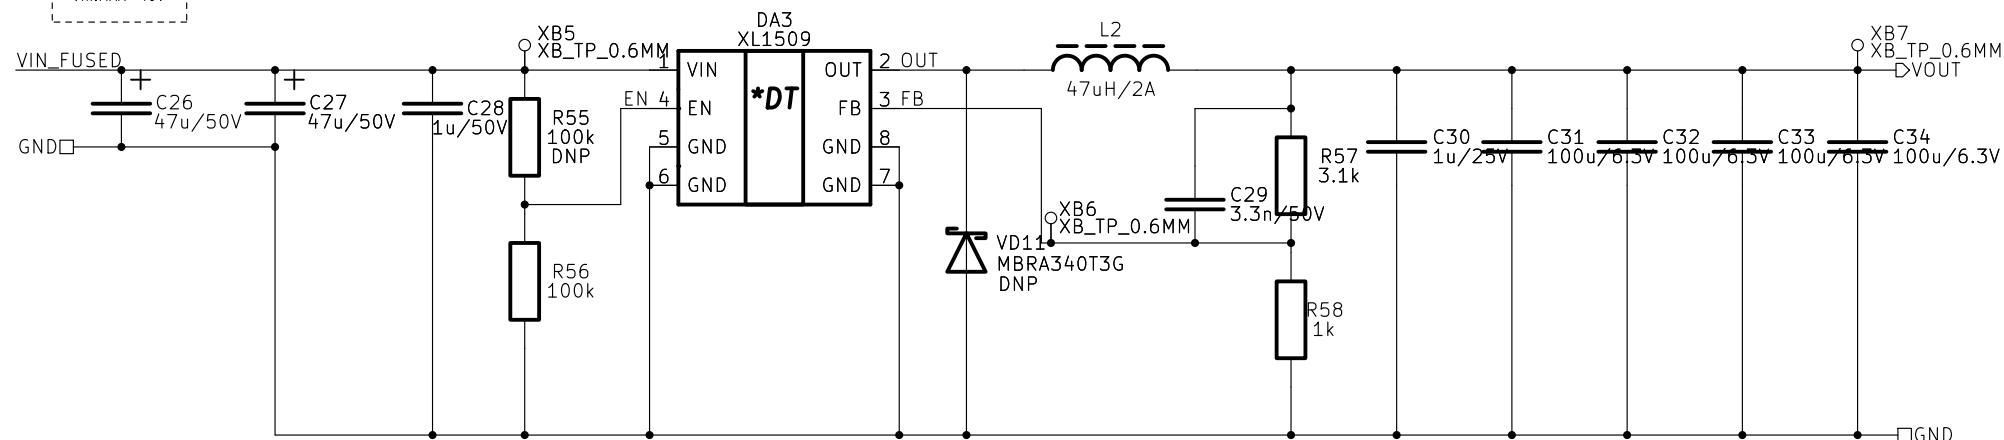 VIN_FUSED
C26
47u/50V
GND
C27
47u/50V
C28
1u/50V
XB5
XB_TP_0.6MM
R55
100k
DNP
R56
100k
EN
DA3
XL1509
1
4
5
6
VIN
EN
GND
GND
*DT
OUT
FB
GND
GND
2
3
8
7
OUT
FB
VD11
MBRA340T3G
DNP
L2
47uH/2A
XB6
XB_TP_0.6MM
C29
3.3n/50V
R57
3.1k
R58
1k
C30
1u/25V
C31
100u/6.3V
C32
100u/6.3V
C33
100u/6.3V
C34
100u/6.3V
XB7
XB_TP_0.6MM
VOUT
GND